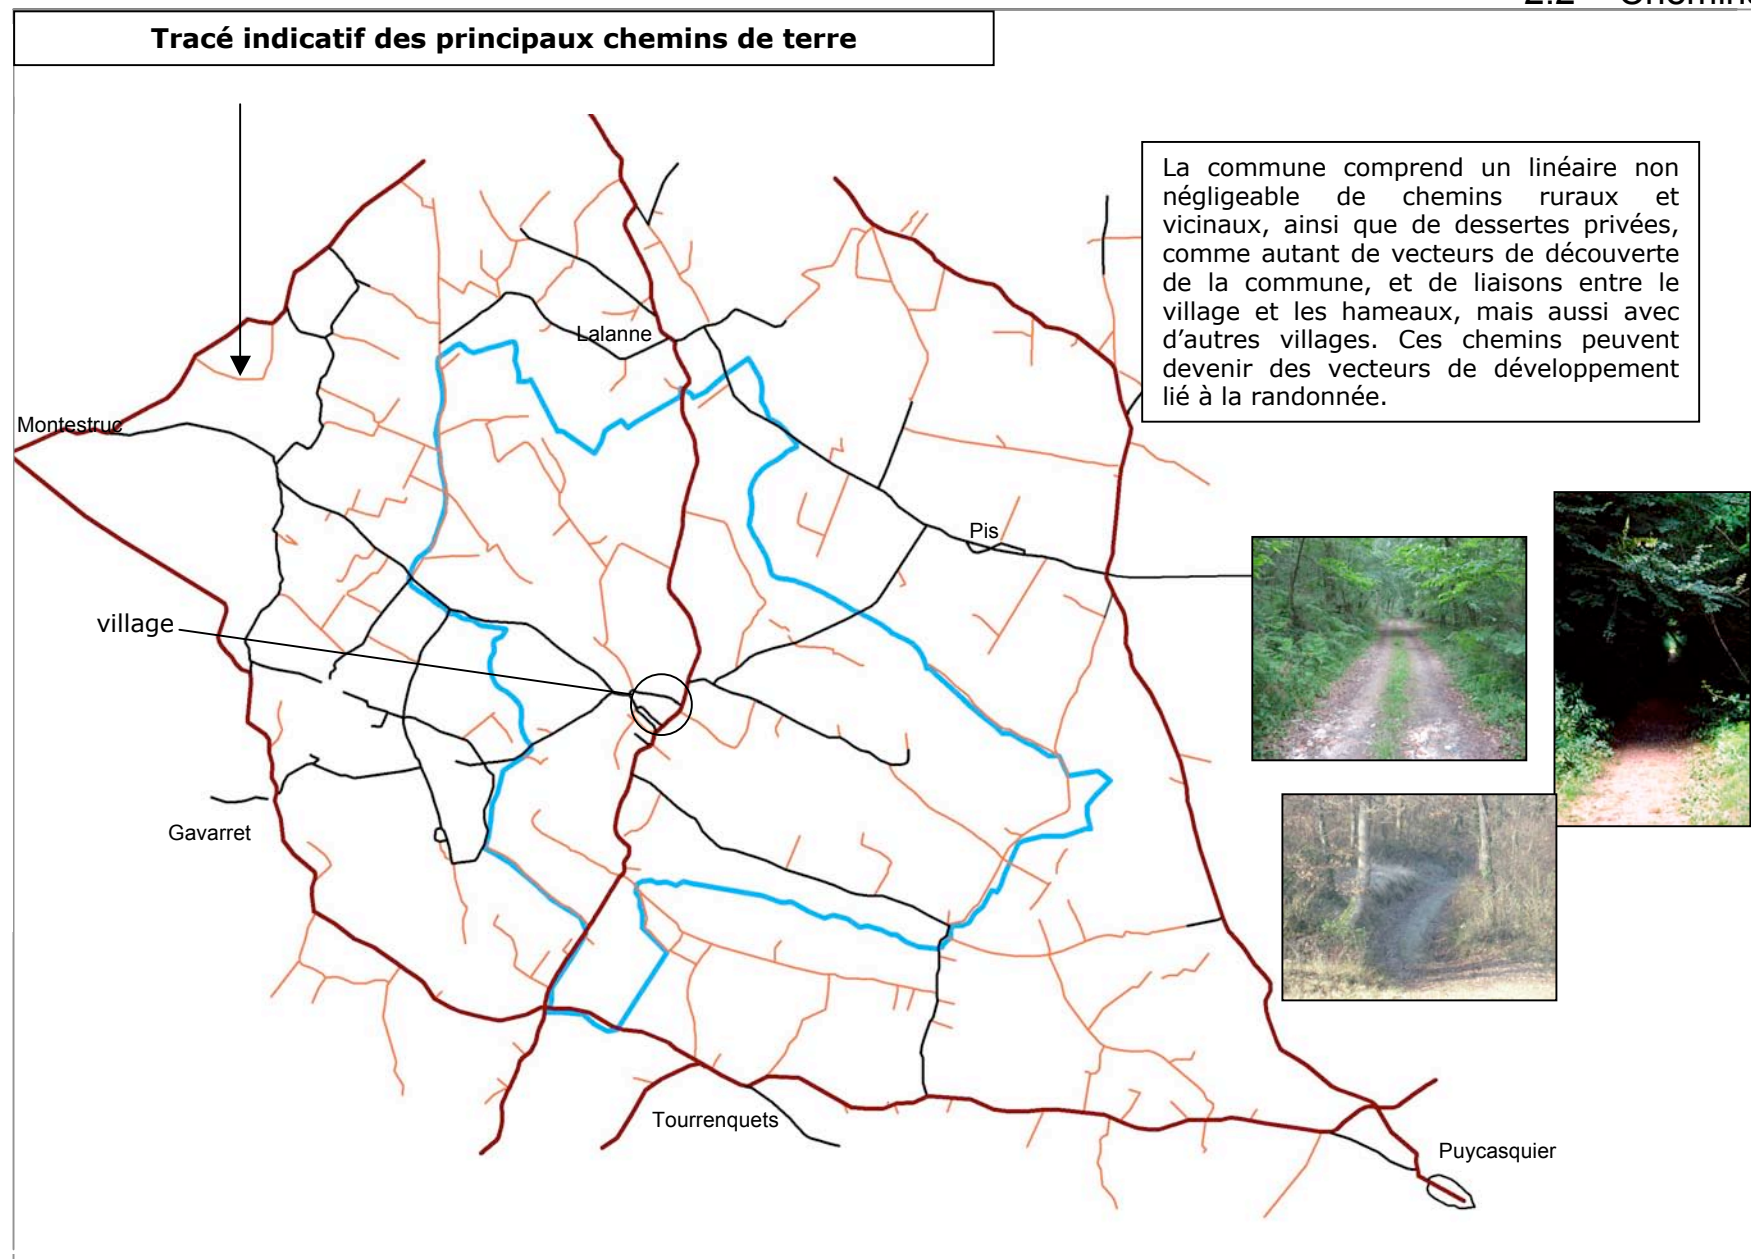 2.2 – Chemins
Tracé indicatif des principaux chemins de terre
La commune comprend un linéaire non
négligeable de chemins ruraux et
vicinaux, ainsi que de dessertes privées,
comme autant de vecteurs de découverte
de la commune, et de liaisons entre le
village et les hameaux, mais aussi avec
d’autres villages. Ces chemins peuvent
devenir des vecteurs de développement
lié à la randonnée.
Lalanne
Montestruc
Pis
village
Gavarret
Tourrenquets
Puycasquier